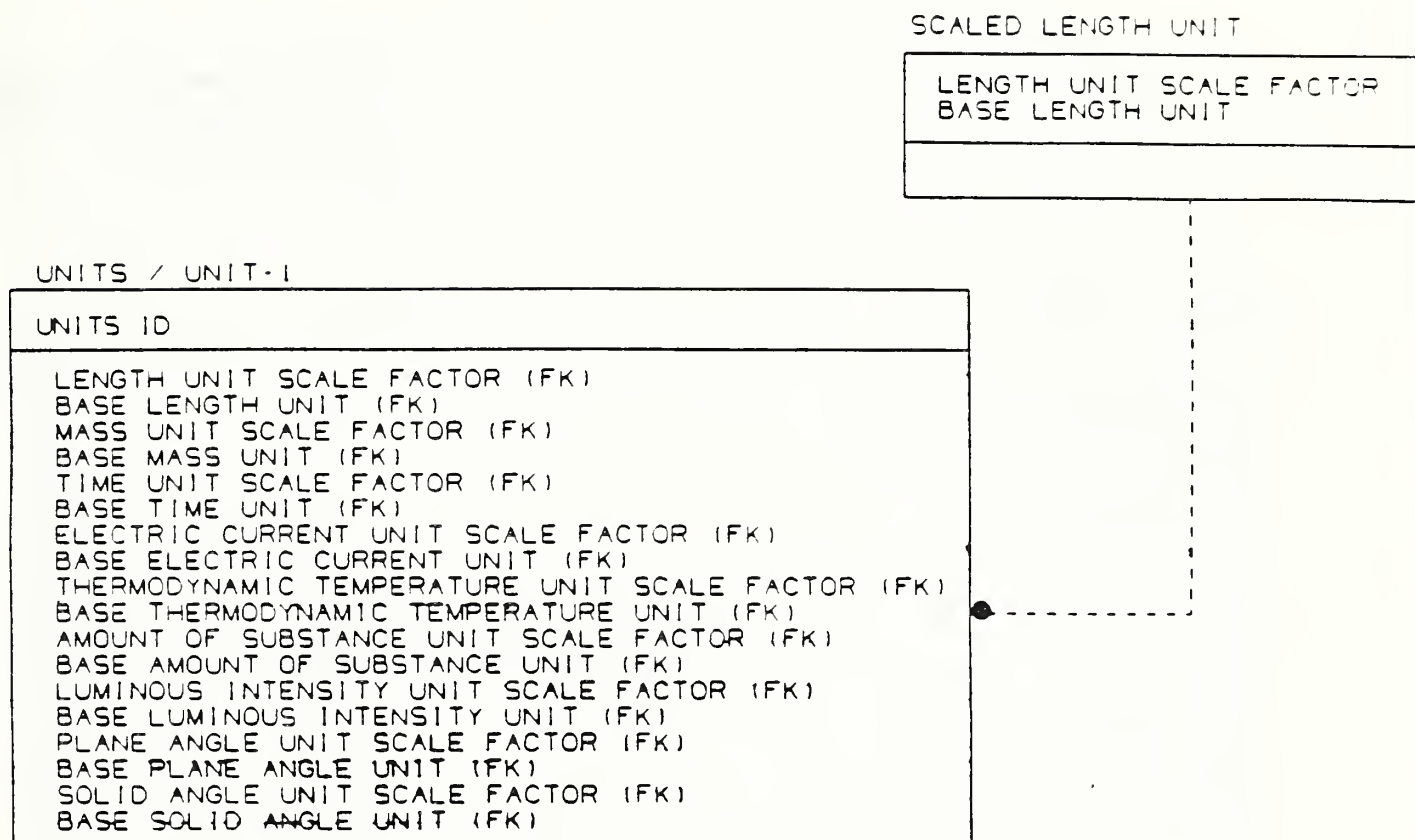 SCALED LENGTH UNIT
LENGTH UNIT SCALE FACTOR
BASE LENGTH UNIT
UNITS / UNIT-1
UNITS ID
LENGTH UNIT SCALE FACTOR (FK)
BASE LENGTH UNIT (FK)
MASS UNIT SCALE FACTOR (FK)
BASE MASS UNIT (FK)
TIME UNIT SCALE FACTOR (FK)
BASE TIME UNIT (FK)
ELECTRIC CURRENT UNIT SCALE FACTOR (FK)
BASE ELECTRIC CURRENT UNIT (FK)
THERMODYNAMIC TEMPERATURE UNIT SCALE FACTOR (FK)
BASE THERMODYNAMIC TEMPERATURE UNIT (FK)
AMOUNT OF SUBSTANCE UNIT SCALE FACTOR (FK)
BASE AMOUNT OF SUBSTANCE UNIT (FK)
LUMINOUS INTENSITY UNIT SCALE FACTOR (FK)
BASE LUMINOUS INTENSITY UNIT (FK)
PLANE ANGLE UNIT SCALE FACTOR (FK)
BASE PLANE ANGLE UNIT (FK)
SOLID ANGLE UNIT SCALE FACTOR (FK)
BASE SOLID ANGLE UNIT (FK)